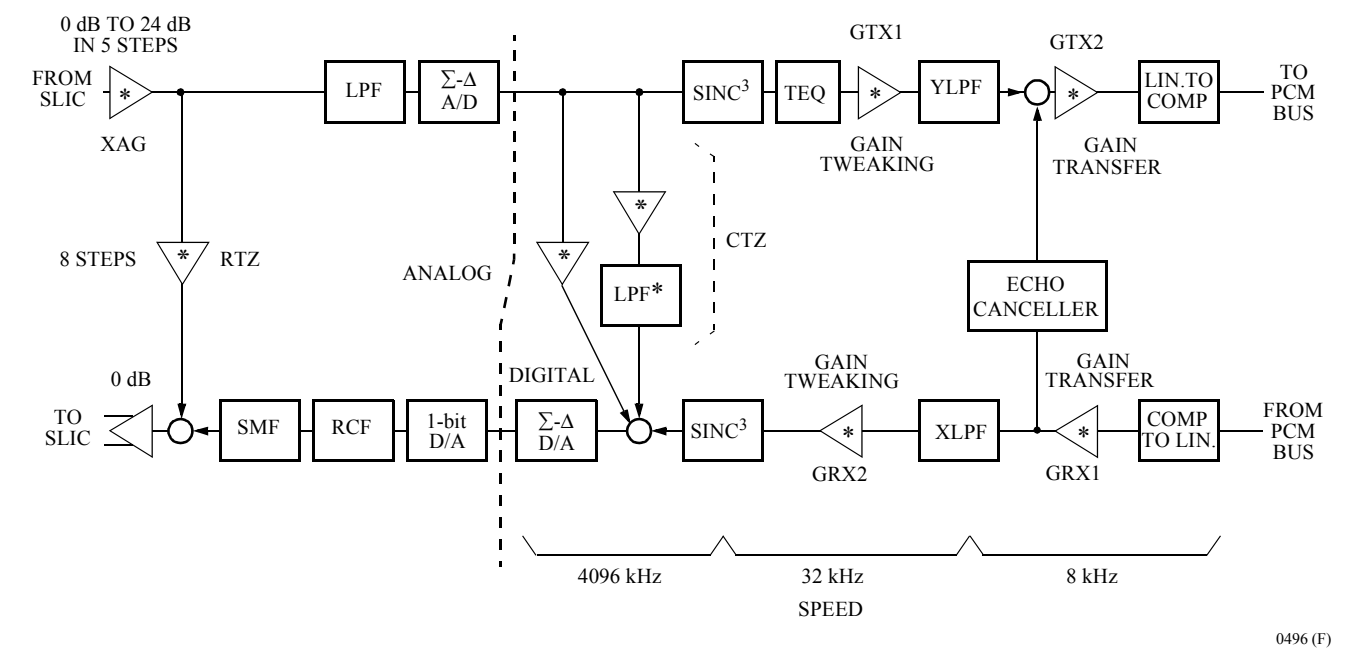 0 dB TO 24 dB
IN 5 STEPS
FROM
SLIC
*
XAG
LPF
Σ-Δ
A/D
SINC³
TEQ
GTX1
*
GAIN
TWEAKING
YLPF
GTX2
*
GAIN
TRANSFER
LIN.TO
COMP
TO
PCM
BUS
8 STEPS
*
RTZ
ANALOG
*
*
LPF*
CTZ
ECHO
CANCELLER
DIGITAL
0 dB
TO
SLIC
SMF
RCF
1-bit
D/A
Σ-Δ
D/A
SINC³
GAIN
TWEAKING
*
GRX2
XLPF
GAIN
TRANSFER
*
GRX1
COMP
TO LIN.
FROM
PCM
BUS
4096 kHz
32 kHz
8 kHz
SPEED
0496 (F)